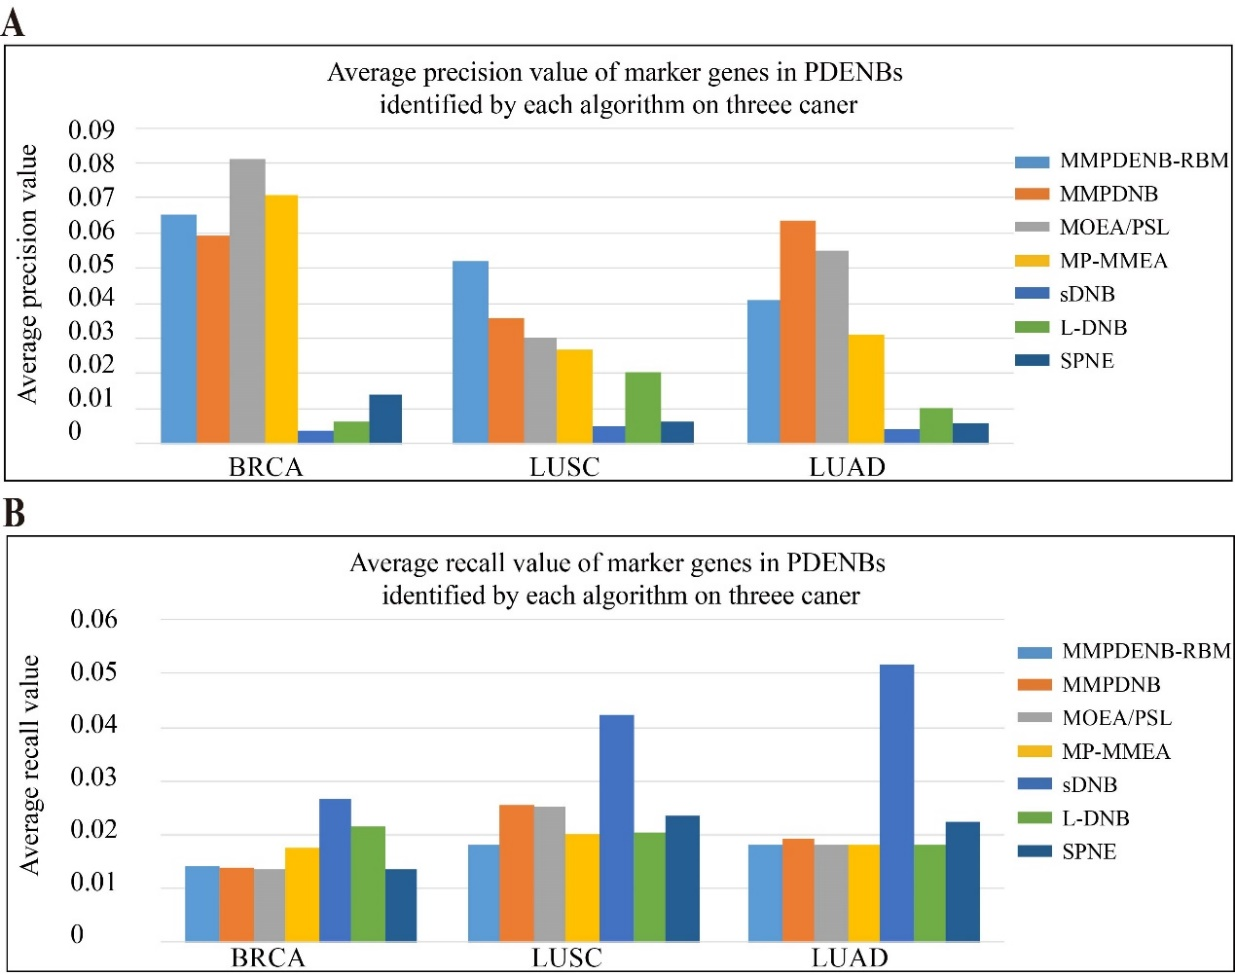 A
Average precision value of marker genes in PDENBs
identified by each algorithm on threee caner
Average precision value
0.09
0.08
0.07
0.06
0.05
0.04
0.03
0.02
0.01
0
BRCA
LUSC
LUAD
MMPDENB-RBM
MMPDNB
MOEA/PSL
MP-MMEA
sDNB
L-DNB
SPNE
B
Average recall value of marker genes in PDENBs
identified by each algorithm on threee caner
Average recall value
0.06
0.05
0.04
0.03
0.02
0.01
0
BRCA
LUSC
LUAD
MMPDENB-RBM
MMPDNB
MOEA/PSL
MP-MMEA
sDNB
L-DNB
SPNE